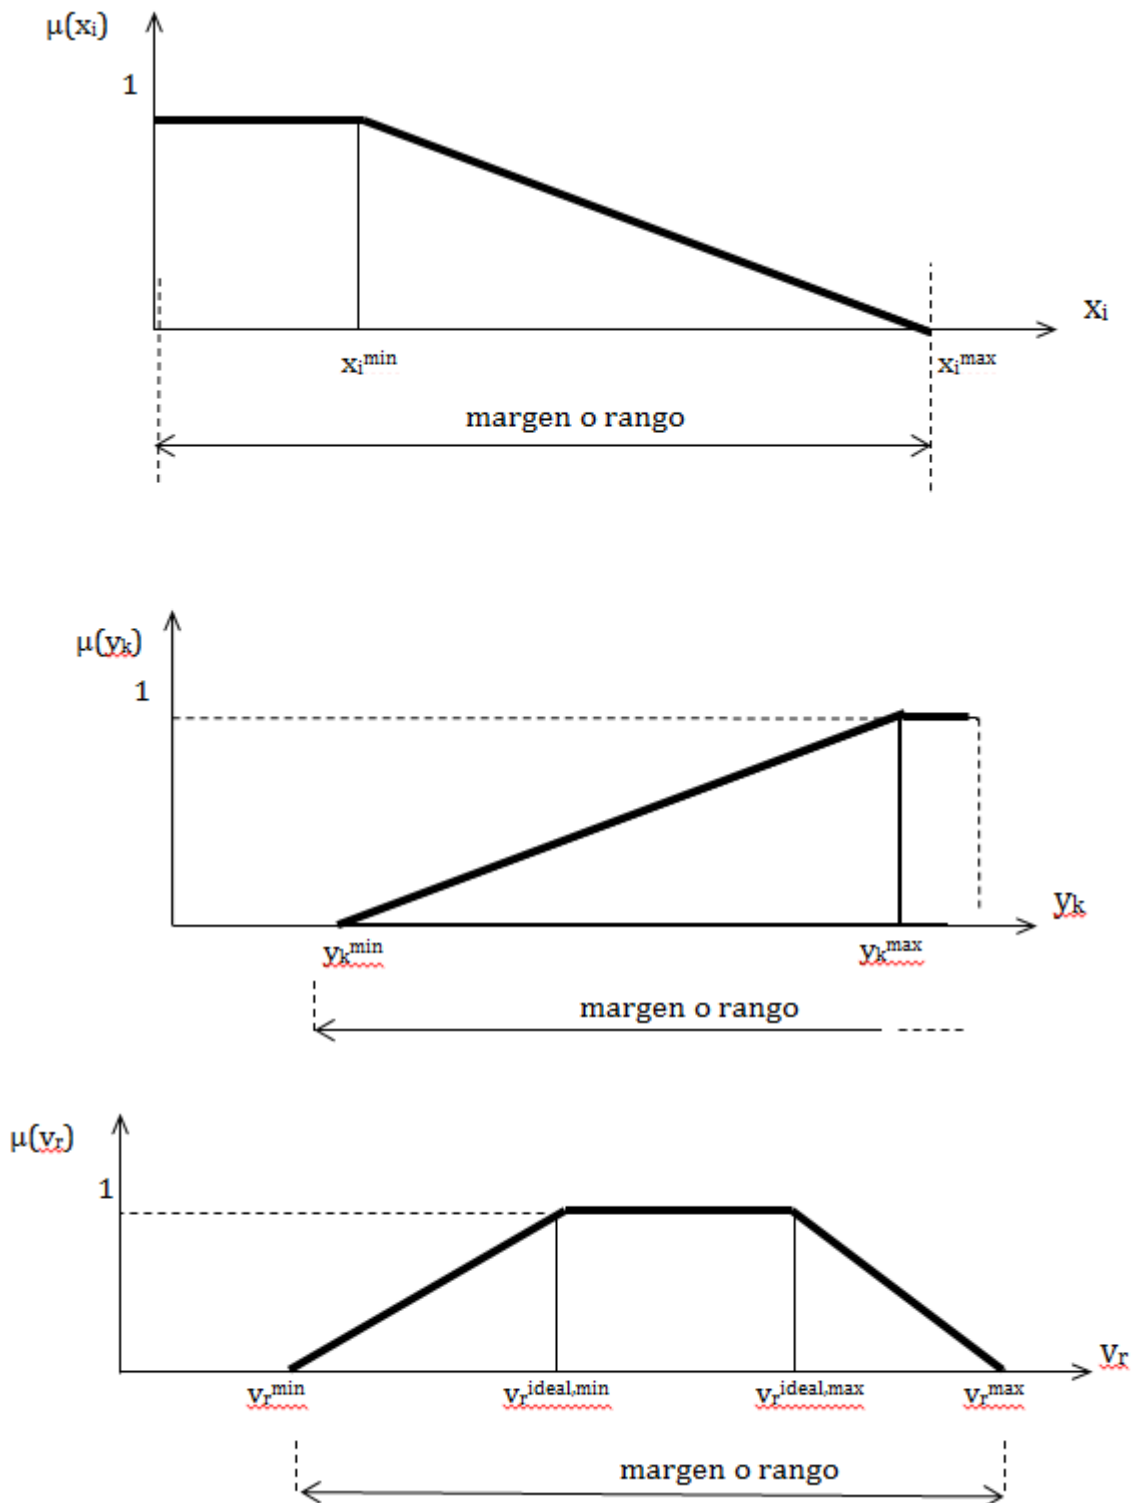 μ(xᵢ)
1
xᵢ
xᵢᵐⁱⁿ
xᵢᵐᵃˣ
margen o rango
μ(yₖ)
1
yₖ
yₖᵐⁱⁿ
yₖᵐᵃˣ
margen o rango
μ(vᵣ)
1
vᵣ
vᵣᵐⁱⁿ
vᵣⁱᵈᵉᵃˡ,ᵐⁱⁿ
vᵣⁱᵈᵉᵃˡ,ᵐᵃˣ
vᵣᵐᵃˣ
margen o rango